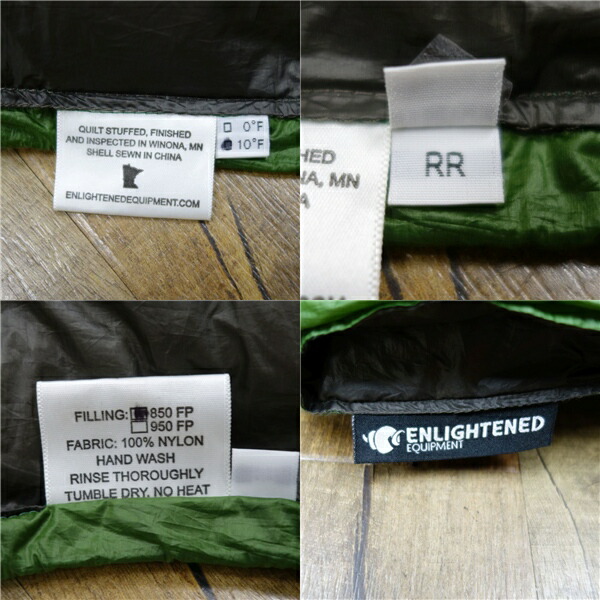 QUILT STUFFED, FINISHED
AND INSPECTED IN WINONA, MN
SHELL SEWN IN CHINA
ENLIGHTENEDEQUIPMENT.COM
0°F
10°F
HED
NA, MN
A
RR
FILLING: 850 FP
950 FP
FABRIC: 100% NYLON
HAND WASH
RINSE THOROUGHLY
TUMBLE DRY, NO HEAT
ENLIGHTENED
EQUIPMENT